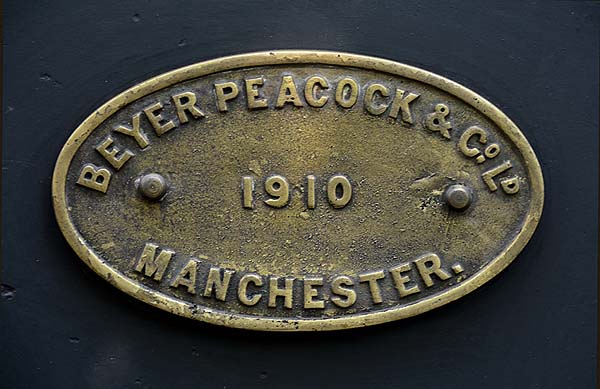 BEYER PEACOCK & Co. LD
1910
MANCHESTER.